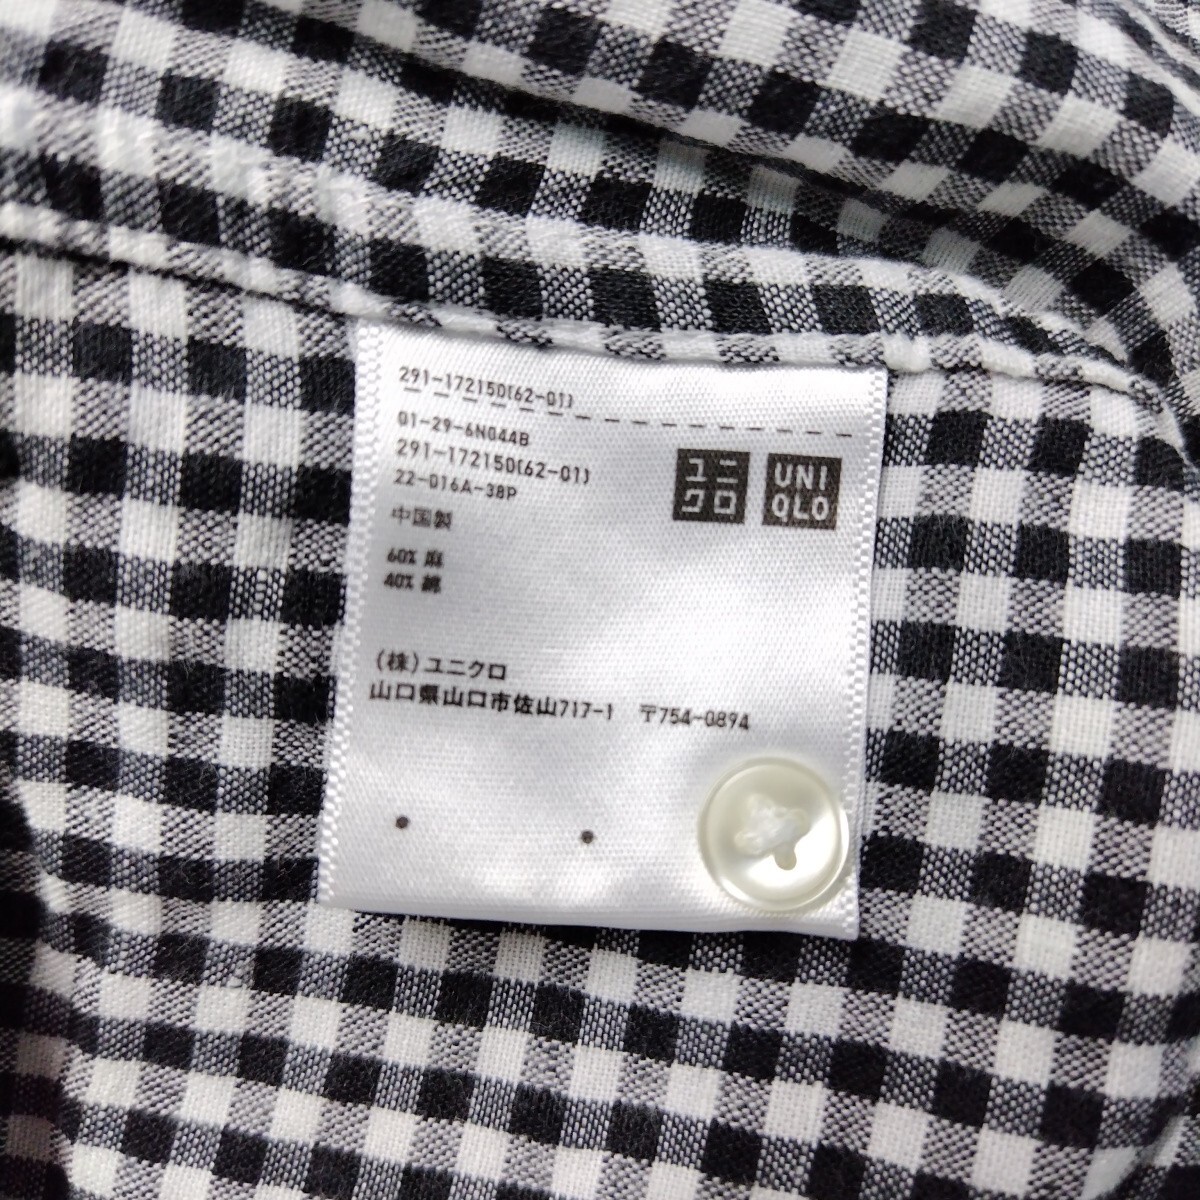 291-172150(62-01)
01-29-6N044B
291-172150(62-01)
22-016A-38P
中国製
60% 麻
40% 綿
ユニ
クロ
UNI
QLO
(株)ユニクロ
山口県山口市佐山717-1 〒754-0894